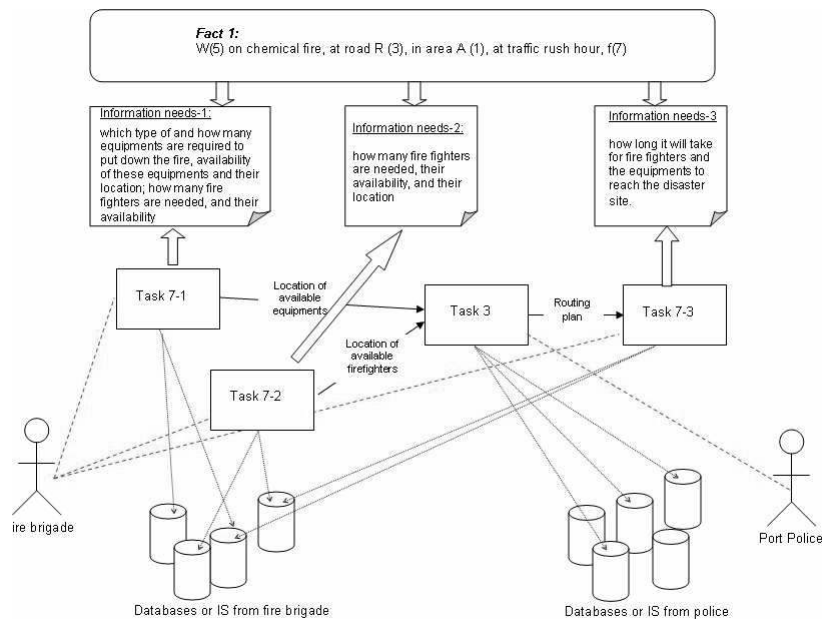 Fact 1:
W(5) on chemical fire, at road R (3), in area A (1), at traffic rush hour, f(7)
Information needs-1:
which type of and how many
equipments are required to
put down the fire, availability
of these equipments and their
location; how many fire
fighters are needed, and their
availability
Information needs-2:
how many fire fighters
are needed, their
availability, and their
location
Information needs-3
how long it will take
for fire fighters and
the equipments to
reach the disaster
site.
Task 7-1
Location of
available
equipments
Task 3
Routing
plan
Task 7-3
Location of
available
firefighters
Task 7-2
ire brigade
Port Police
Databases or IS from fire brigade
Databases or IS from police